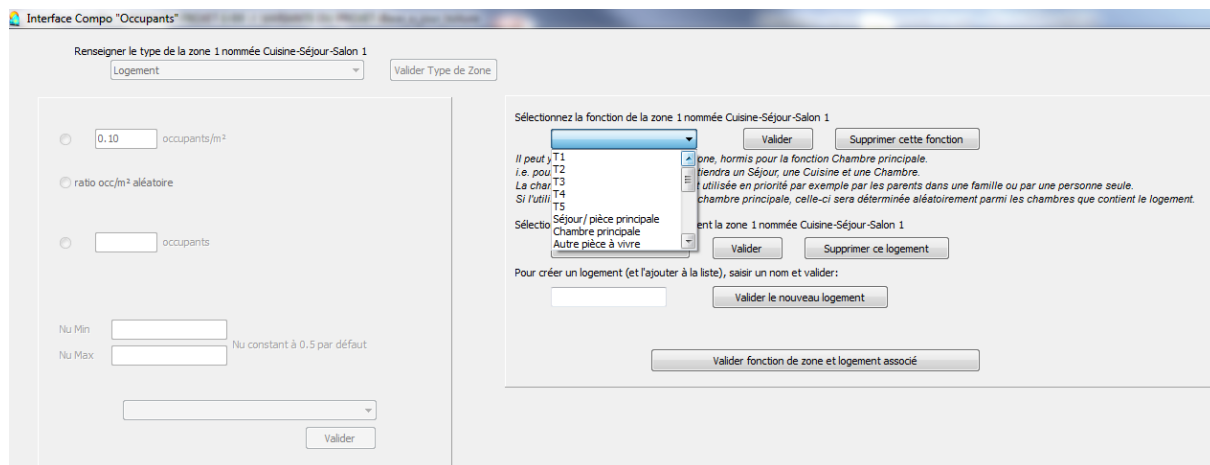 Interface Compo "Occupants"
Renseigner le type de la zone 1 nommée Cuisine-Séjour-Salon 1
Logement
Valider Type de Zone
0.10 occupants/m²
ratio occ/m² aléatoire
occupants
Nu Min
Nu Max
Nu constant à 0.5 par défaut
Valider
Sélectionnez la fonction de la zone 1 nommée Cuisine-Séjour-Salon 1
Valider
Supprimer cette fonction
Il peut y
one, hormis pour la fonction Chambre principale.
i.e. pou
tiendra un Séjour, une Cuisine et une Chambre.
La char
t utilisée en priorité par exemple par les parents dans une famille ou par une personne seule.
Si l'utili
chambre principale, celle-ci sera déterminée aléatoirement parmi les chambres que contient le logement.
T1
T2
T3
T4
T5
Séjour/ pièce principale
Chambre principale
Autre pièce à vivre
Sélectio
ent la zone 1 nommée Cuisine-Séjour-Salon 1
Valider
Supprimer ce logement
Pour créer un logement (et l'ajouter à la liste), saisir un nom et valider:
Valider le nouveau logement
Valider fonction de zone et logement associé